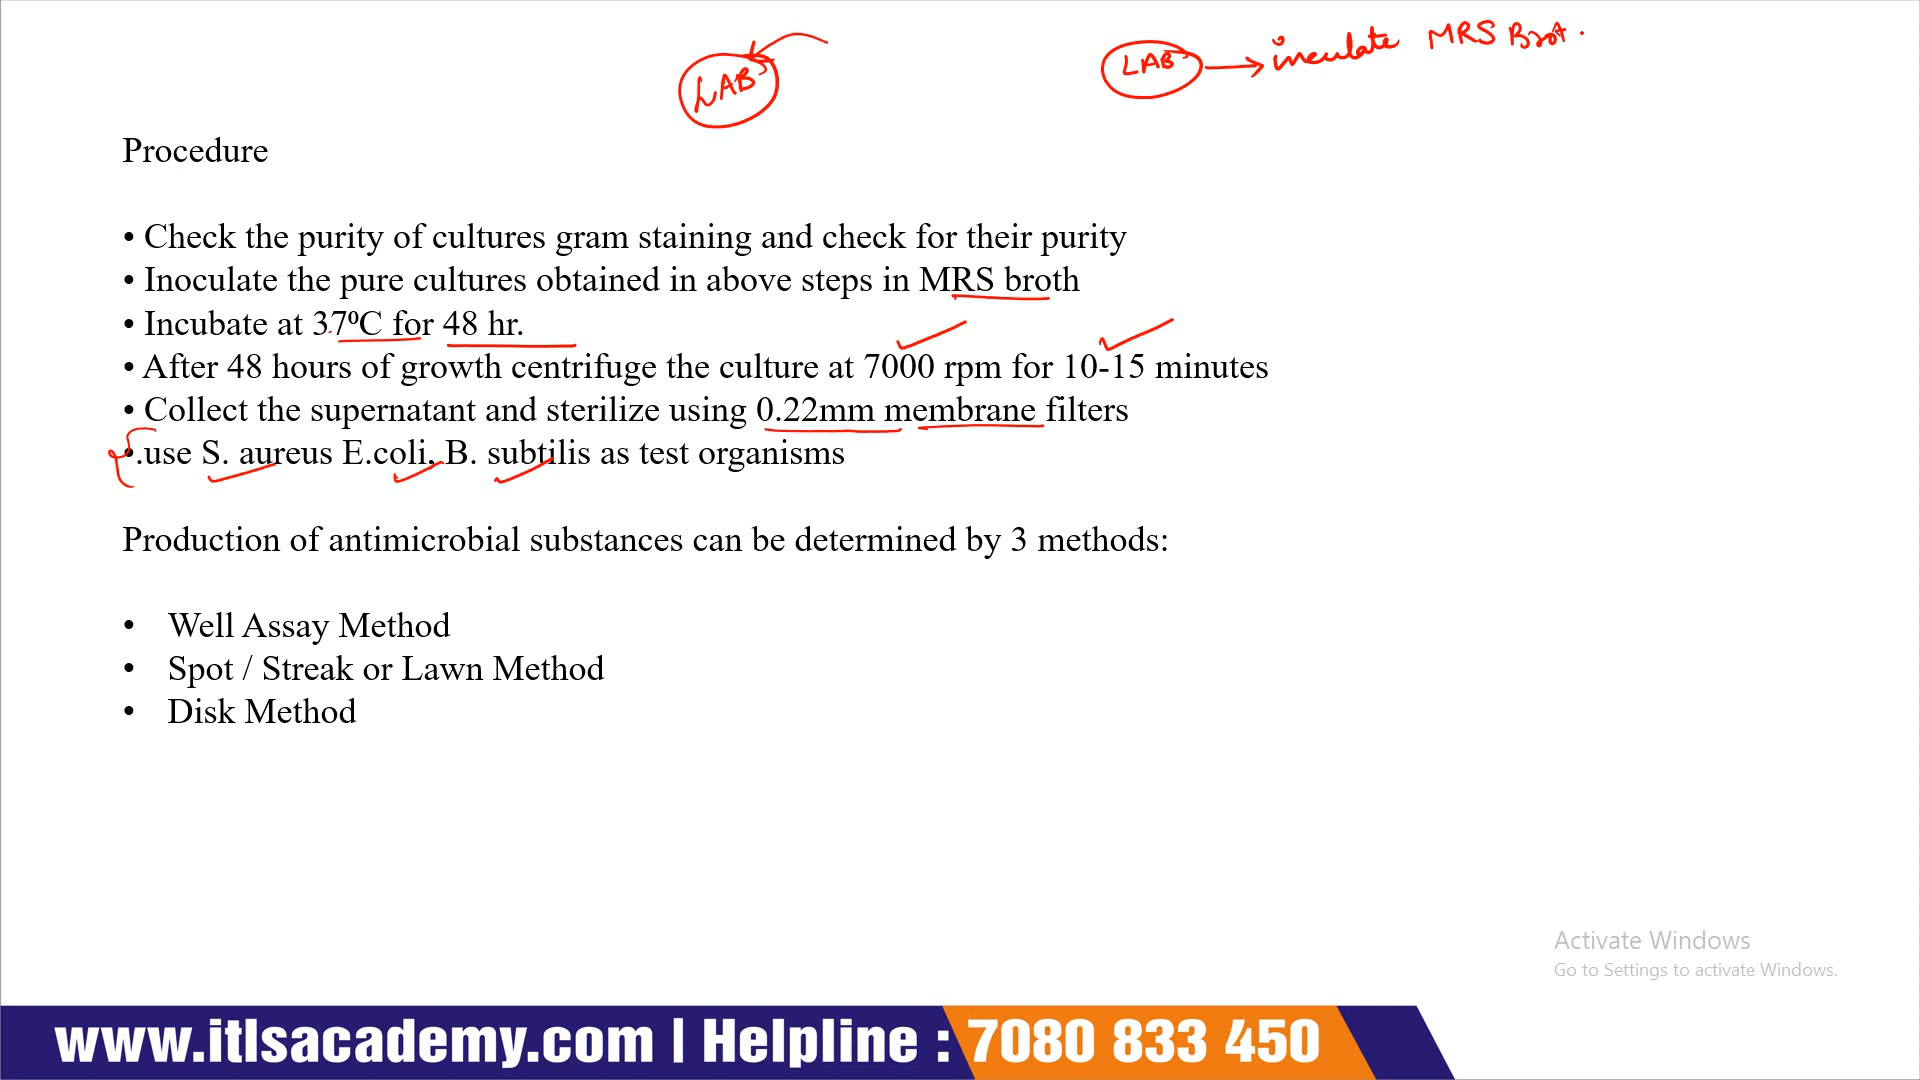 LAB
LAB → inculate MRS Brot.
Procedure
• Check the purity of cultures gram staining and check for their purity
• Inoculate the pure cultures obtained in above steps in MRS broth
• Incubate at 37⁰C for 48 hr.
• After 48 hours of growth centrifuge the culture at 7000 rpm for 10-15 minutes
• Collect the supernatant and sterilize using 0.22mm membrane filters
•.use S. aureus E.coli, B. subtilis as test organisms
Production of antimicrobial substances can be determined by 3 methods:
• Well Assay Method
• Spot / Streak or Lawn Method
• Disk Method
Activate Windows
Go to Settings to activate Windows.
www.itlsacademy.com | Helpline : 7080 833 450